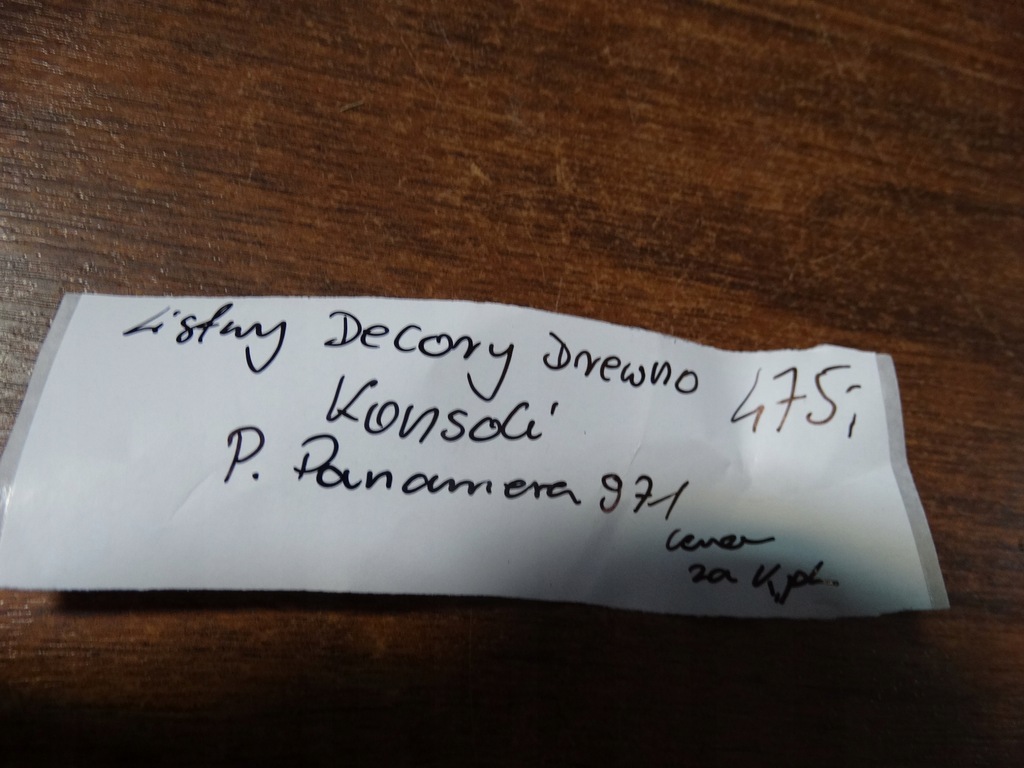 Listwy Decory Drewno 475;
Konsoli
P. Panamera 971
cena
za kpl.